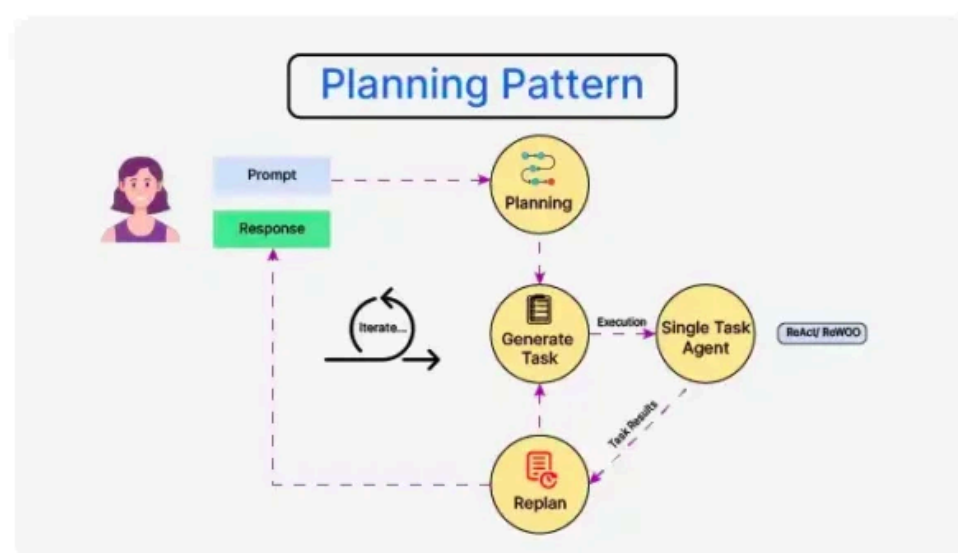 Planning Pattern
Prompt
Response
Planning
Iterate...
Generate
Task
Execution
Single Task
Agent
ReAct/ ReWOO
Task Results
Replan